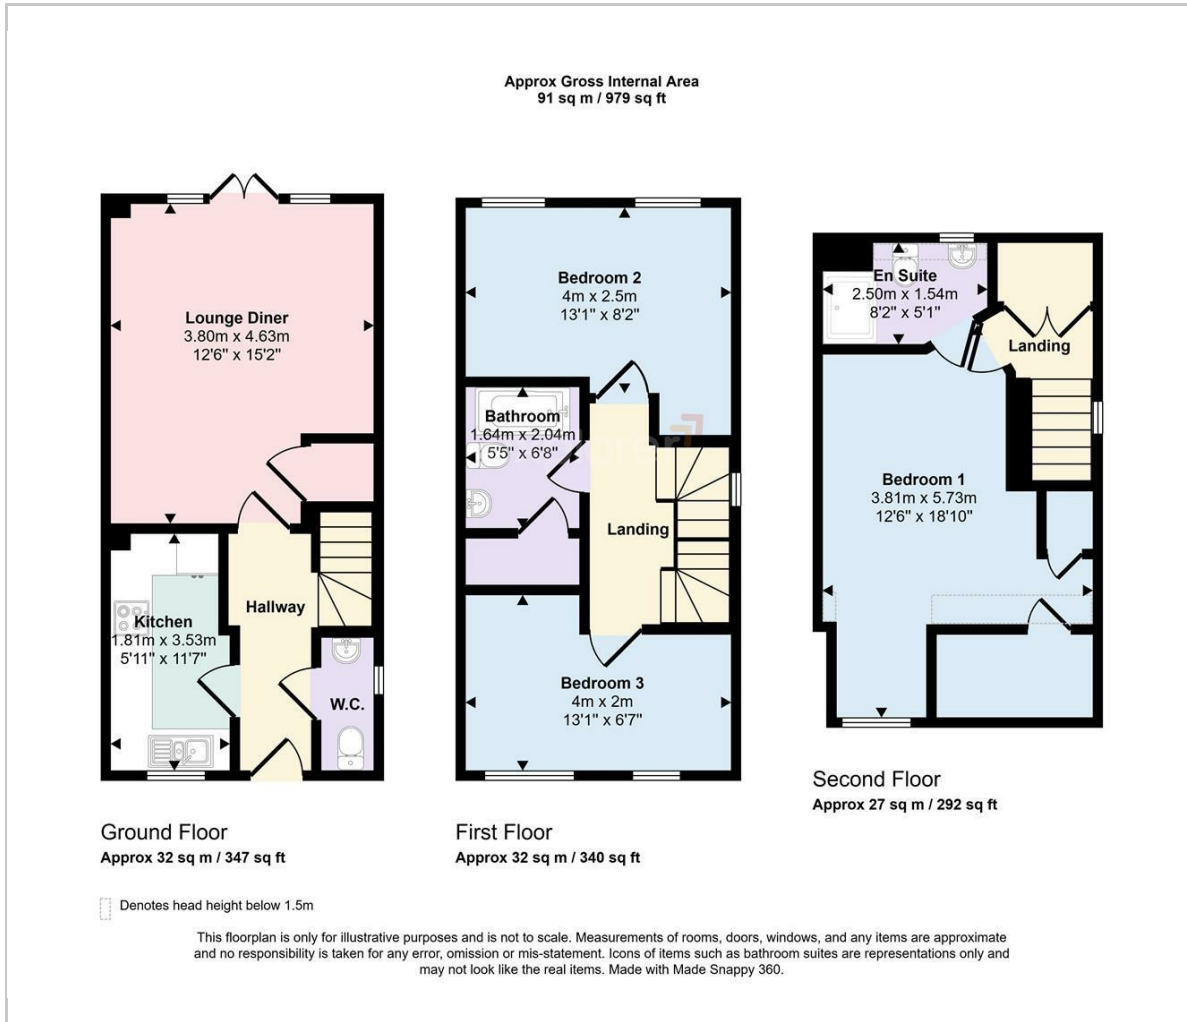 Approx Gross Internal Area
91 sq m / 979 sq ft
Lounge Diner
3.80m x 4.63m
12'6" x 15'2"
Kitchen
1.81m x 3.53m
5'11" x 11'7"
Hallway
W.C.
Ground Floor
Approx 32 sq m / 347 sq ft
Bedroom 2
4m x 2.5m
13'1" x 8'2"
Bathroom
1.64m x 2.04m
5'5" x 6'8"
Landing
Bedroom 3
4m x 2m
13'1" x 6'7"
First Floor
Approx 32 sq m / 340 sq ft
En Suite
2.50m x 1.54m
8'2" x 5'1"
Landing
Bedroom 1
3.81m x 5.73m
12'6" x 18'10"
Second Floor
Approx 27 sq m / 292 sq ft
Denotes head height below 1.5m
This floorplan is only for illustrative purposes and is not to scale. Measurements of rooms, doors, windows, and any items are approximate
and no responsibility is taken for any error, omission or mis-statement. Icons of items such as bathroom suites are representations only and
may not look like the real items. Made with Made Snappy 360.